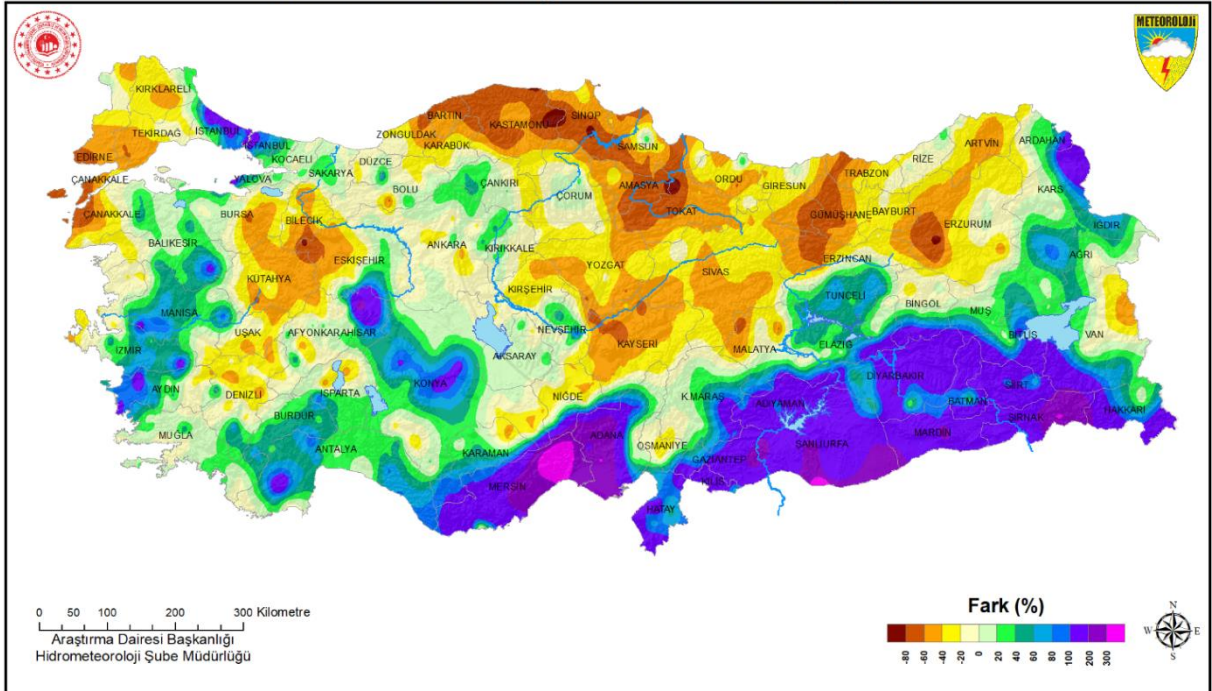 METEOROLOJİ
KIRKLARELİ
TEKİRDAĞ
İSTANBUL
İSTANBUL
EDİRNE
KOCAELİ
ÇANAKKALE
YALOVA
SAKARYA
DÜZCE
BOLU
ZONGULDAK
BARTIN
KARABÜK
KASTAMONU
SİNOP
SAMSUN
ÇANKIRI
ÇORUM
AMASYA
TOKAT
ORDU
GİRESUN
TRABZON
RİZE
ARTVİN
ARDAHAN
KARS
IĞDIR
GÜMÜŞHANE
BAYBURT
ERZURUM
AĞRI
ÇANAKKALE
BURSA
BİLECİK
BALIKESİR
ESKİŞEHİR
ANKARA
KIRIKKALE
KÜTAHYA
YOZGAT
SİVAS
ERZİNCAN
TUNCELİ
BİNGÖL
MUŞ
KIRŞEHİR
MANİSA
UŞAK
AFYONKARAHİSAR
NEVŞEHİR
KAYSERİ
MALATYA
ELAZIĞ
BİTLİS
VAN
İZMİR
AKSARAY
AYDIN
DENİZLİ
ISPARTA
KONYA
NİĞDE
K.MARAŞ
ADIYAMAN
DİYARBAKIR
BATMAN
SİİRT
ŞIRNAK
HAKKARİ
BURDUR
MUĞLA
ANTALYA
KARAMAN
MERSİN
ADANA
OSMANİYE
GAZİANTEP
KİLİS
ŞANLIURFA
MARDİN
HATAY
0 50 100 200 300 Kilometre
Araştırma Dairesi Başkanlığı
Hidrometeoroloji Şube Müdürlüğü
Fark (%)
-80 -60 -40 -20 0 20 40 60 80 100 200 300
N
W E
S